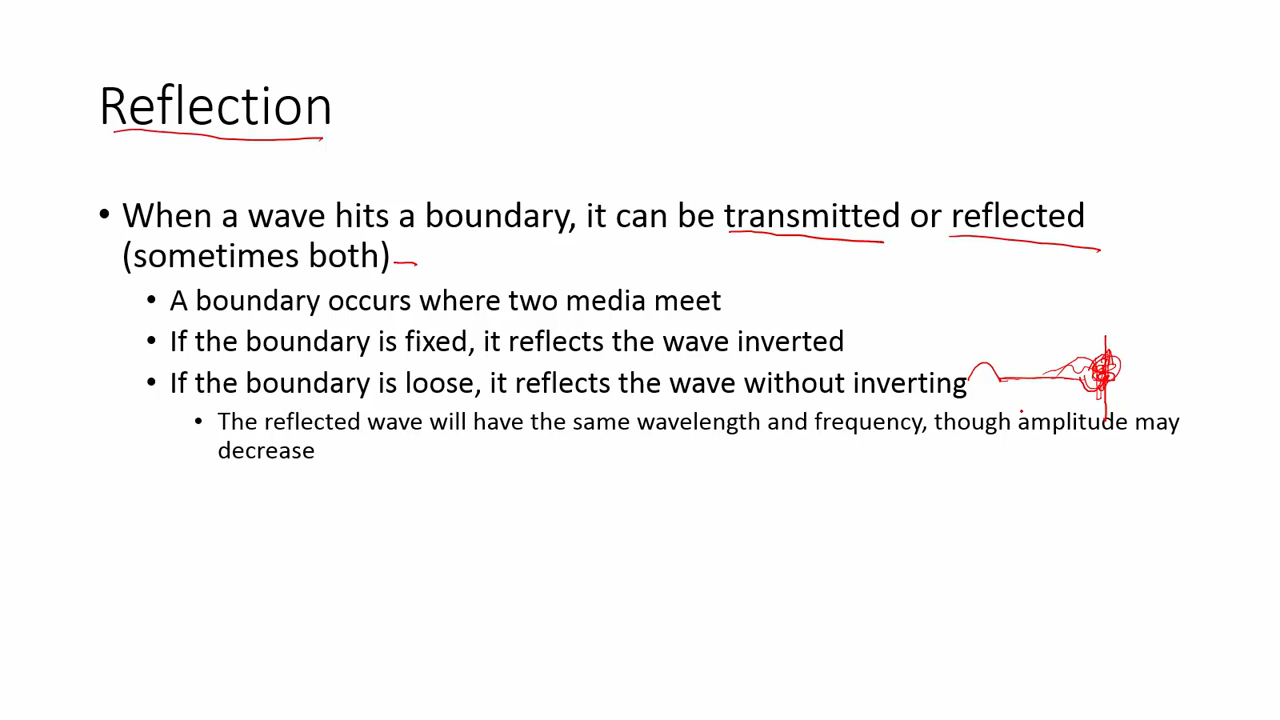 Reflection
• When a wave hits a boundary, it can be transmitted or reflected
(sometimes both)
• A boundary occurs where two media meet
• If the boundary is fixed, it reflects the wave inverted
• If the boundary is loose, it reflects the wave without inverting
• The reflected wave will have the same wavelength and frequency, though amplitude may
decrease